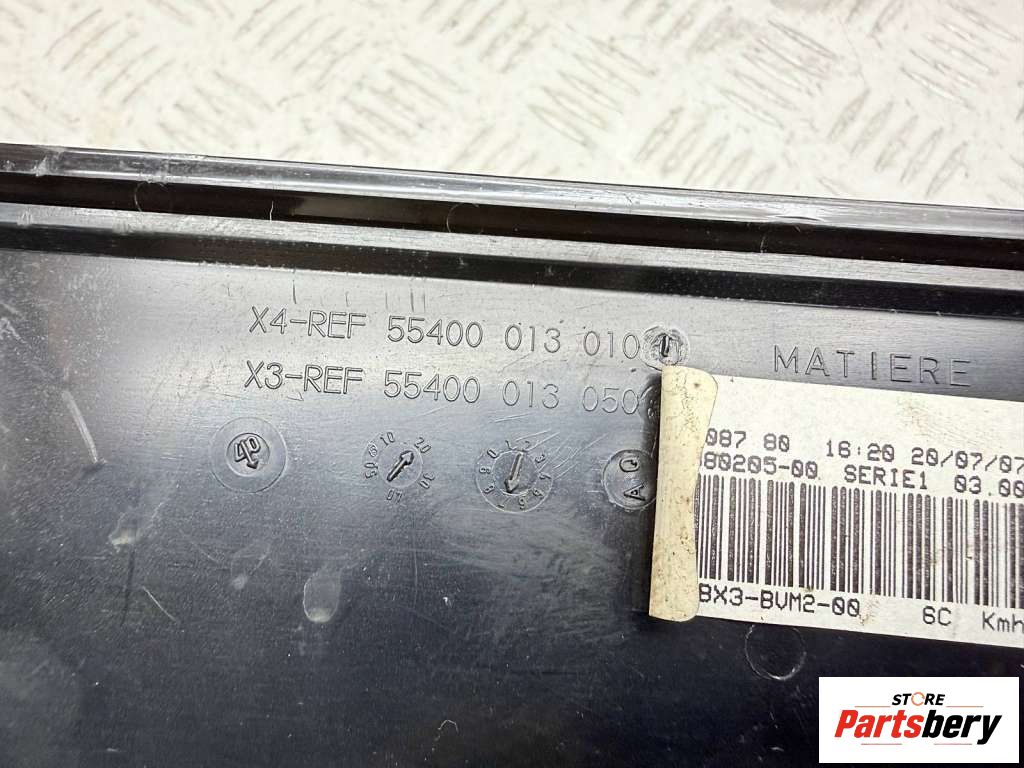 X4-REF 55400 013 010
X3-REF 55400 013 050
MATIERE
087 80 16:20 20/07/07
80205-00 SERIE1 03.00
BX3-BVM2-00 6C Kmh
STORE
Partsbery